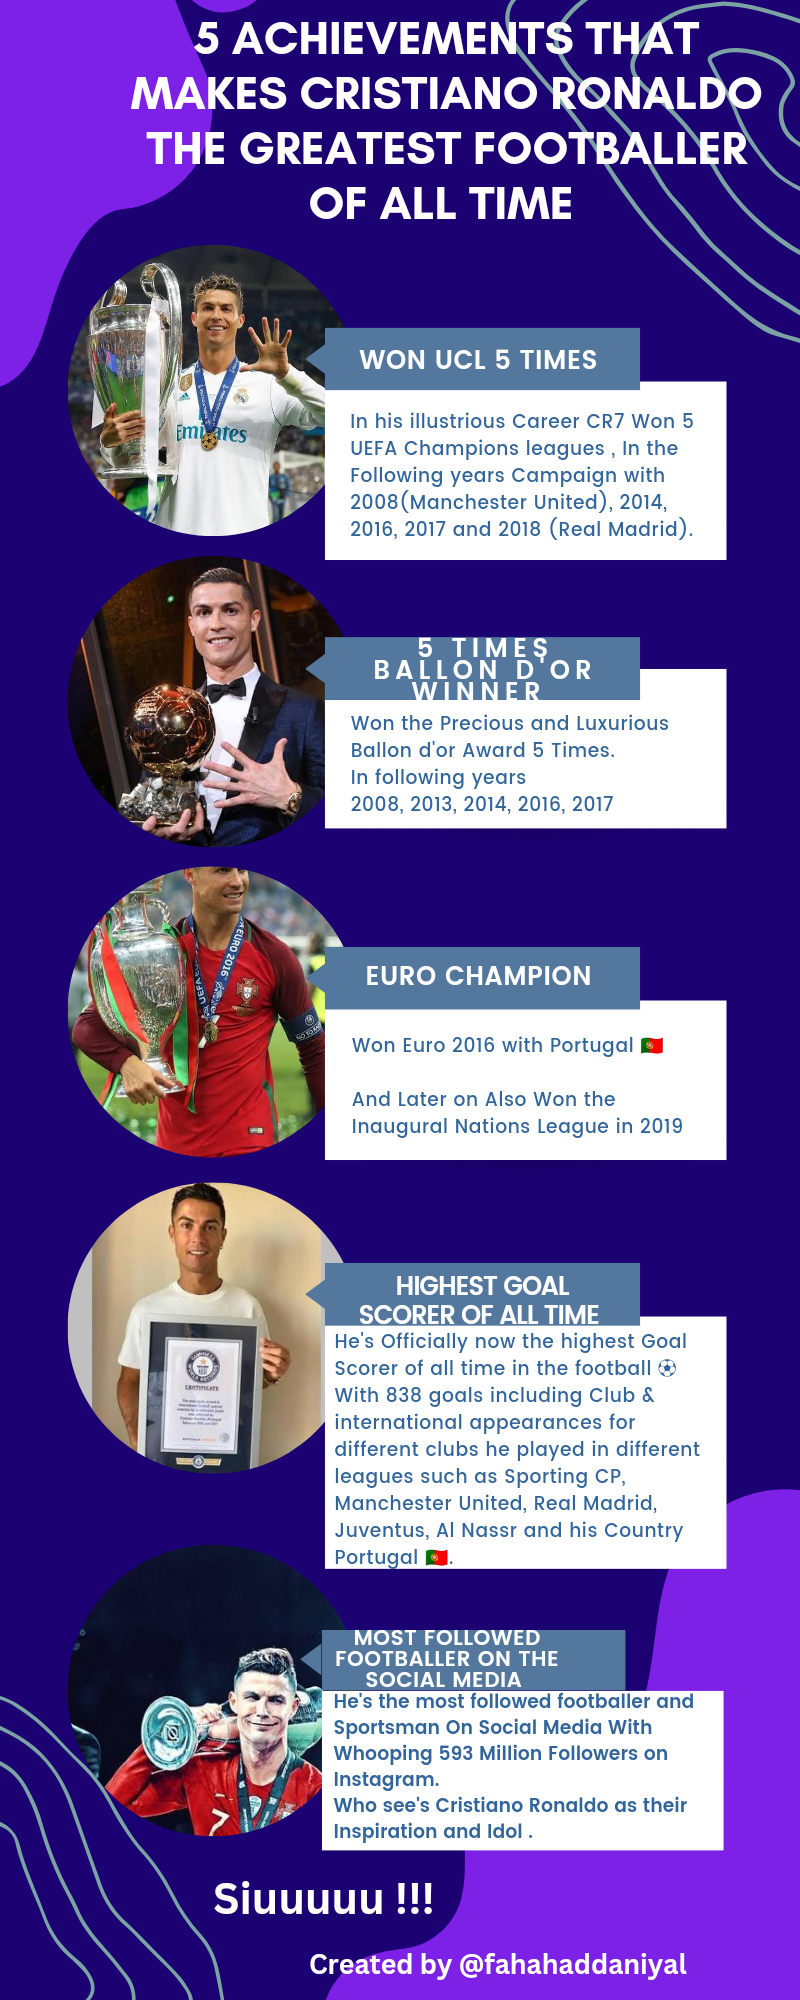 5 ACHIEVEMENTS THAT
MAKES CRISTIANO RONALDO
THE GREATEST FOOTBALLER
OF ALL TIME
Emirates
WON UCL 5 TIMES
In his illustrious Career CR7 Won 5
UEFA Champions leagues , In the
Following years Campaign with
2008(Manchester United), 2014,
2016, 2017 and 2018 (Real Madrid).
5 TIMES
BALLON D'OR
WINNER
Won the Precious and Luxurious
Ballon d'or Award 5 Times.
In following years
2008, 2013, 2014, 2016, 2017
UEFA EURO 2016
EURO CHAMPION
Won Euro 2016 with Portugal 🇵🇹
And Later on Also Won the
Inaugural Nations League in 2019
HIGHEST GOAL
SCORER OF ALL TIME
CERTIFICATE
He's Officially now the highest Goal
Scorer of all time in the football ⚽
With 838 goals including Club &
international appearances for
different clubs he played in different
leagues such as Sporting CP,
Manchester United, Real Madrid,
Juventus, Al Nassr and his Country
Portugal 🇵🇹.
MOST FOLLOWED
FOOTBALLER ON THE
SOCIAL MEDIA
7
He's the most followed footballer and
Sportsman On Social Media With
Whooping 593 Million Followers on
Instagram.
Who see's Cristiano Ronaldo as their
Inspiration and Idol .
Siuuuuu !!!
Created by @fahahaddaniyal